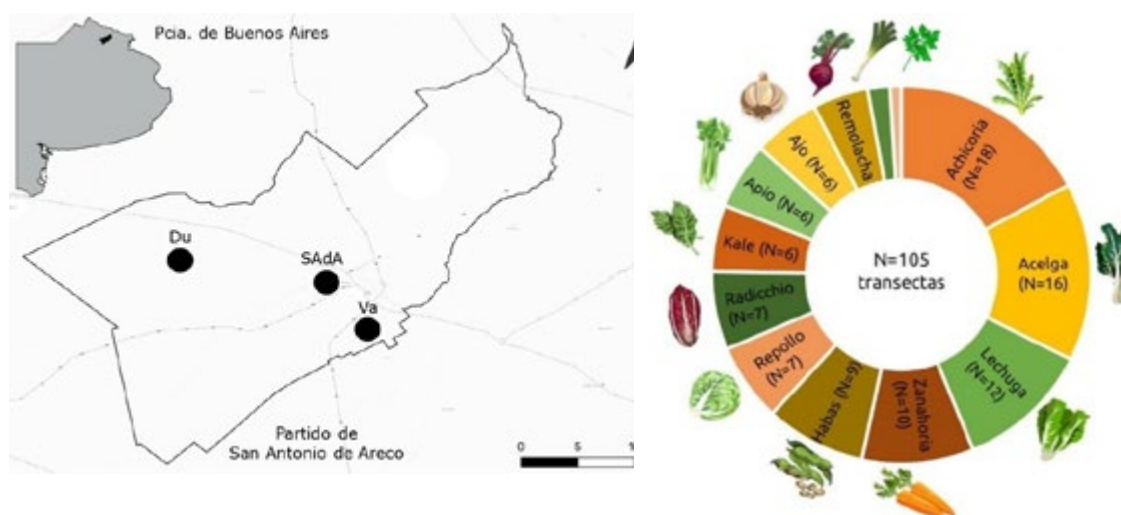 Pcia. de Buenos Aires
Du
SAdA
Va
Partido de
San Antonio de Areco
0 5
Achicoria
(N=18)
Acelga
(N=16)
Lechuga
(N=12)
Zanahoria
(N=10)
Habas (N=9)
Repollo
(N=7)
Radicchio
(N=7)
Kale (N=6)
Apio (N=6)
Ajo (N=6)
Remolacha
N=105
transectas